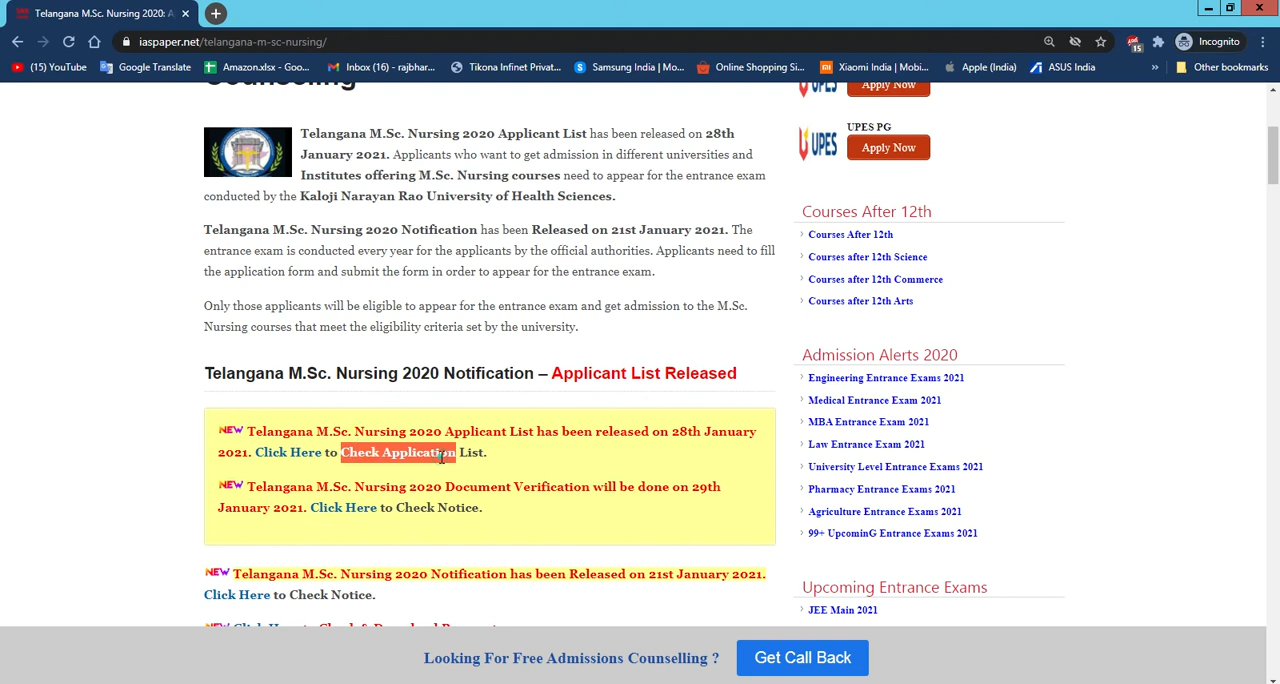 Telangana M.Sc. Nursing 2020: A
iaspaper.net/telangana-m-sc-nursing/
15
Incognito
(15) YouTube
Google Translate
Amazon.xlsx - Goo...
Inbox (16) - rajbhar...
Tikona Infinet Privat...
Samsung India | Mo...
Online Shopping Si...
Xiaomi India | Mobi...
Apple (India)
ASUS India
»
Other bookmarks
Counseling
Telangana M.Sc. Nursing 2020 Applicant List has been released on 28th
January 2021. Applicants who want to get admission in different universities and
Institutes offering M.Sc. Nursing courses need to appear for the entrance exam
conducted by the Kaloji Narayan Rao University of Health Sciences.
Telangana M.Sc. Nursing 2020 Notification has been Released on 21st January 2021. The
entrance exam is conducted every year for the applicants by the official authorities. Applicants need to fill
the application form and submit the form in order to appear for the entrance exam.
Only those applicants will be eligible to appear for the entrance exam and get admission to the M.Sc.
Nursing courses that meet the eligibility criteria set by the university.
Telangana M.Sc. Nursing 2020 Notification – Applicant List Released
NEW Telangana M.Sc. Nursing 2020 Applicant List has been released on 28th January
2021. Click Here to Check Application List.
NEW Telangana M.Sc. Nursing 2020 Document Verification will be done on 29th
January 2021. Click Here to Check Notice.
NEW Telangana M.Sc. Nursing 2020 Notification has been Released on 21st January 2021.
Click Here to Check Notice.
UPES
Apply Now
UPES PG
UPES
Apply Now
Courses After 12th
Courses After 12th
Courses after 12th Science
Courses after 12th Commerce
Courses after 12th Arts
Admission Alerts 2020
Engineering Entrance Exams 2021
Medical Entrance Exam 2021
MBA Entrance Exam 2021
Law Entrance Exam 2021
University Level Entrance Exams 2021
Pharmacy Entrance Exams 2021
Agriculture Entrance Exams 2021
99+ UpcominG Entrance Exams 2021
Upcoming Entrance Exams
JEE Main 2021
Looking For Free Admissions Counselling ?
Get Call Back